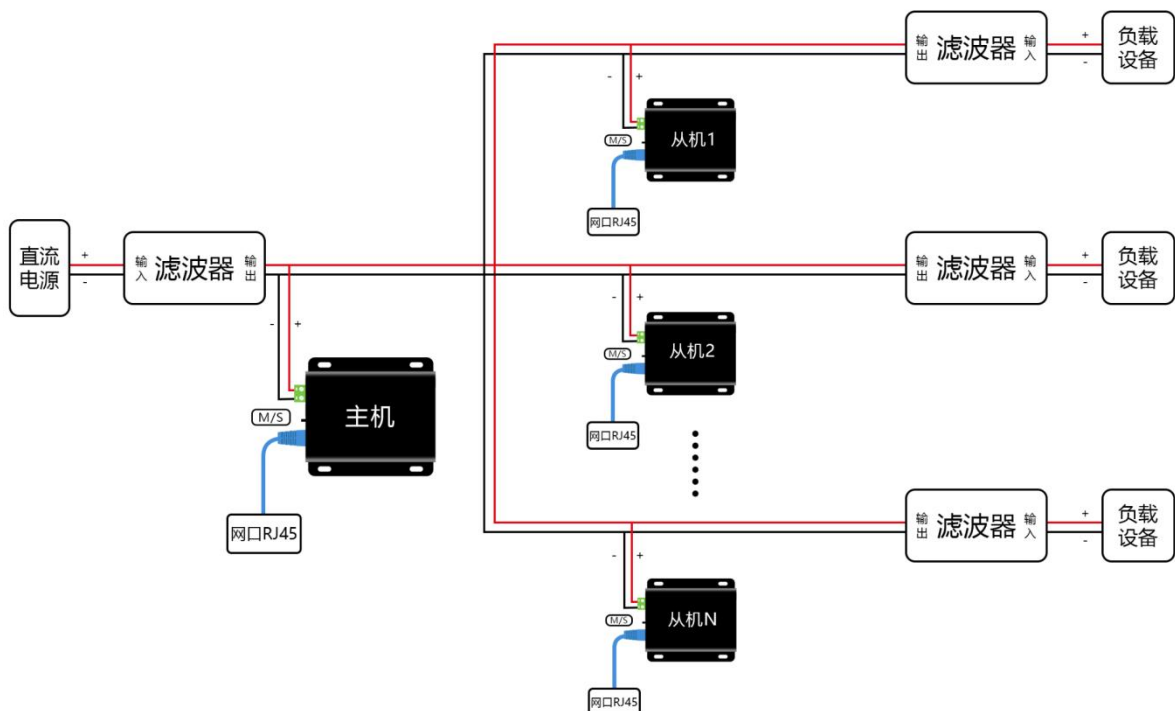 输出
滤波器
输入
+
-
负载
设备
-
+
从机1
M/S
网口RJ45
直流
电源
+
-
输入
滤波器
输出
-
+
主机
M/S
网口RJ45
-
+
从机2
M/S
网口RJ45
输出
滤波器
输入
+
-
负载
设备
输出
滤波器
输入
+
-
负载
设备
-
+
从机N
M/S
网口RJ45